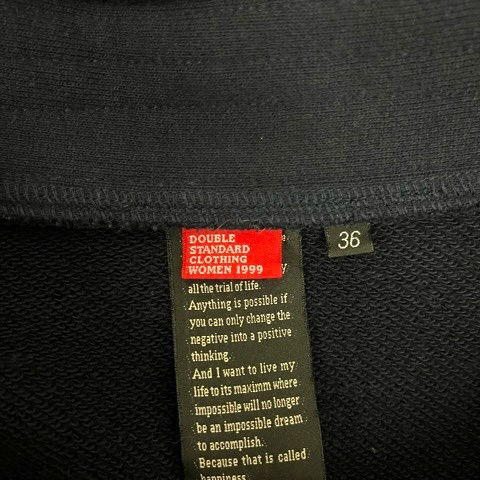 DOUBLE
STANDARD
CLOTHING
WOMEN 1999
36
all the trial of life.
Anything is possible if
you can only change the
negative into a positive
thinking.
And I want to live my
life to its maximm where
impossible will no longer
be an impossible dream
to accomplish.
Because that is called
happiness.